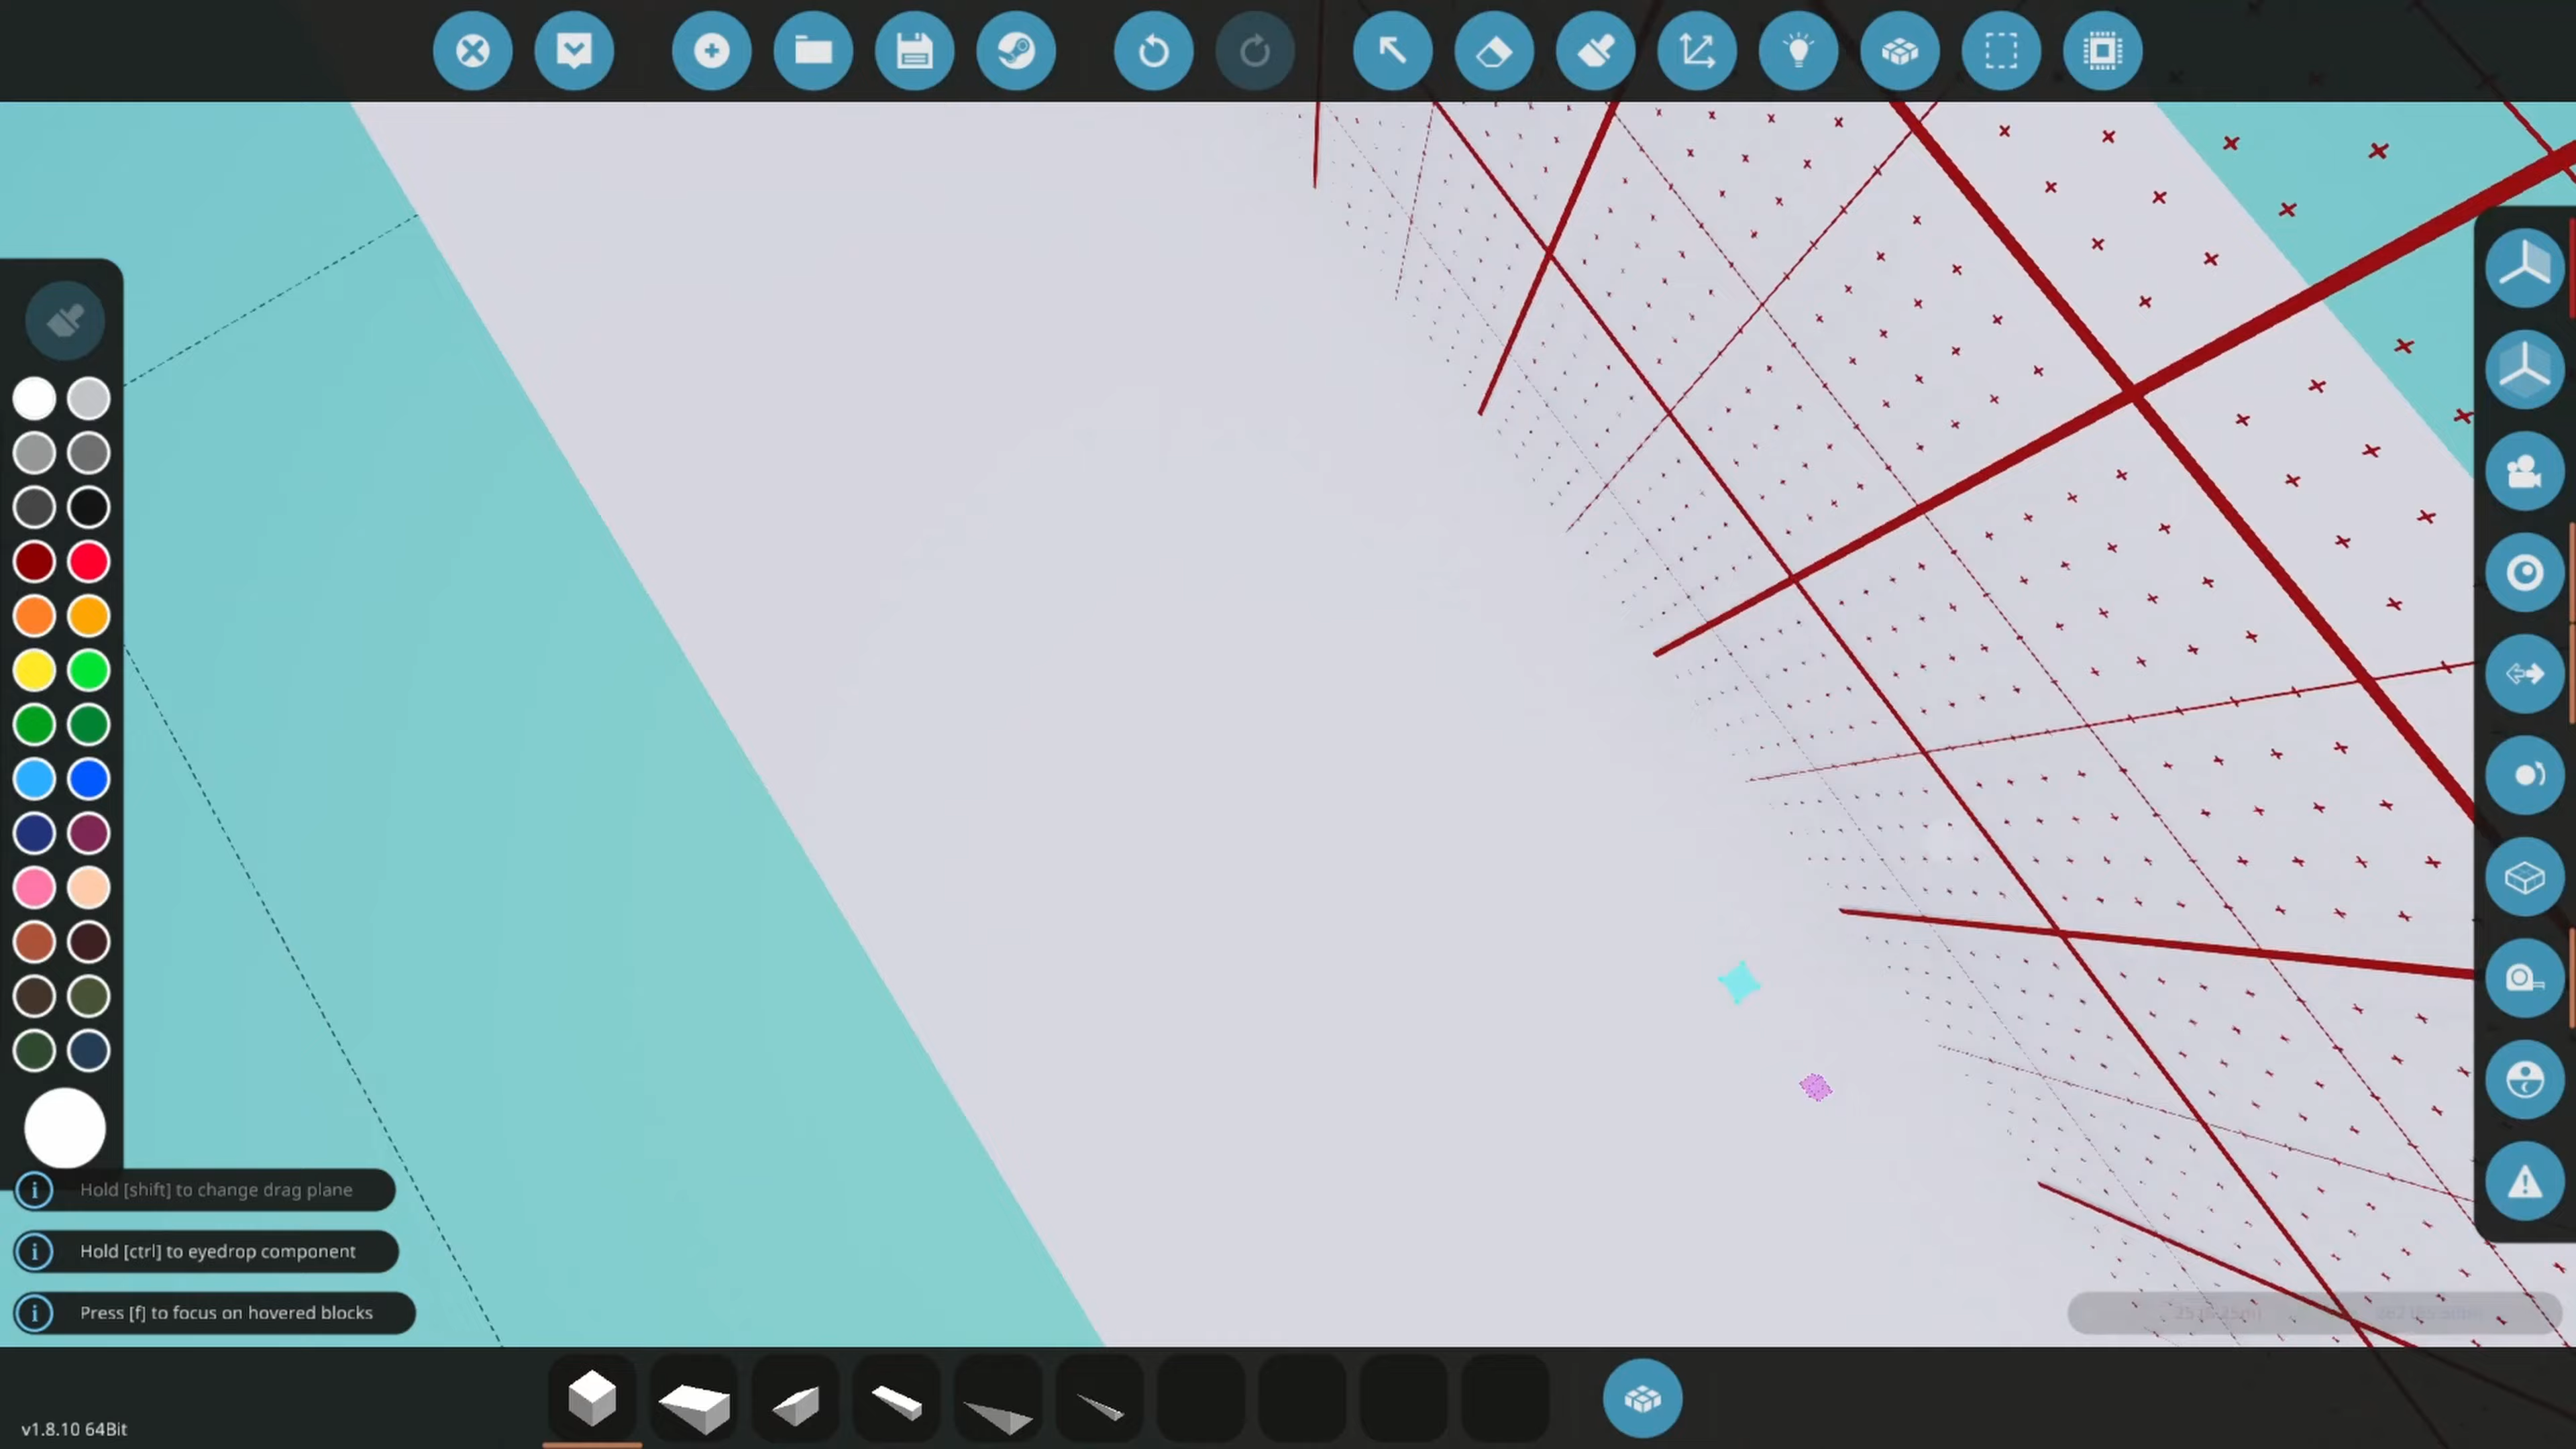 Hold [shift] to change drag plane
Hold [ctrl] to eyedrop component
Press [f] to focus on hovered blocks
v1.8.10 64Bit